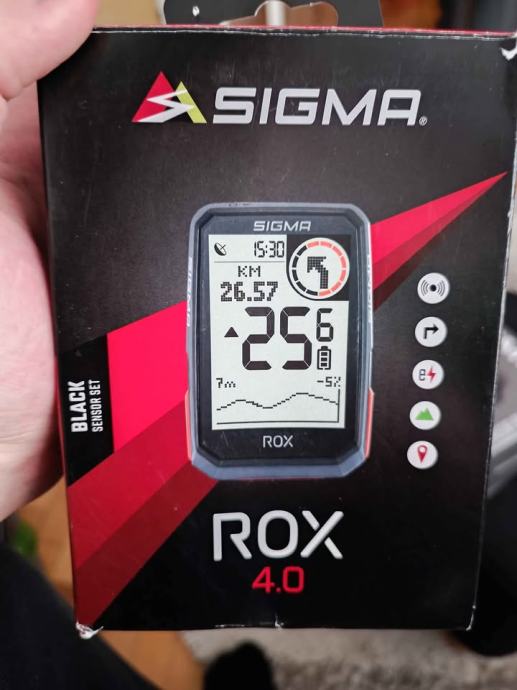 SIGMA®
SIGMA
15:30
KM
26.57
256
7m -5%
ROX
BLACK
SENSOR SET
e
ROX
4.0